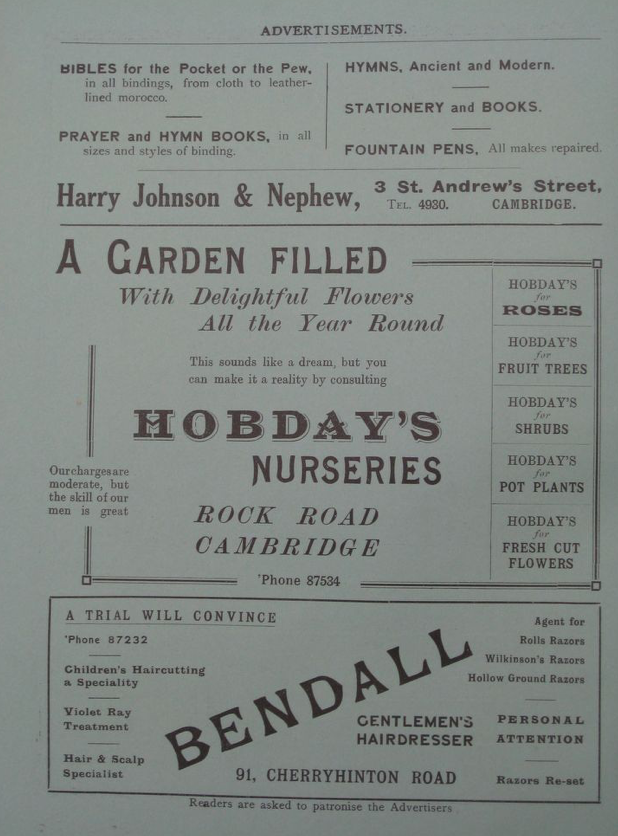 ADVERTISEMENTS.
BIBLES for the Pocket or the Pew,
in all bindings, from cloth to leather-
lined morocco.
PRAYER and HYMN BOOKS, in all
sizes and styles of binding.
HYMNS, Ancient and Modern.
STATIONERY and BOOKS.
FOUNTAIN PENS, All makes repaired.
Harry Johnson & Nephew,
3 St. Andrew's Street,
TEL. 4930. CAMBRIDGE.
A GARDEN FILLED
With Delightful Flowers
All the Year Round
This sounds like a dream, but you
can make it a reality by consulting
HOBDAY'S
NURSERIES
ROCK ROAD
CAMBRIDGE
'Phone 87534
Our charges are
moderate, but
the skill of our
men is great
HOBDAY'S
for
ROSES
HOBDAY'S
for
FRUIT TREES
HOBDAY'S
for
SHRUBS
HOBDAY'S
for
POT PLANTS
HOBDAY'S
for
FRESH CUT
FLOWERS
A TRIAL WILL CONVINCE
'Phone 87232
Children's Haircutting
a Speciality
Violet Ray
Treatment
Hair & Scalp
Specialist
BENDALL
GENTLEMEN'S
HAIRDRESSER
91, CHERRYHINTON ROAD
Agent for
Rolls Razors
Wilkinson's Razors
Hollow Ground Razors
PERSONAL
ATTENTION
Razors Re-set
Readers are asked to patronise the Advertisers